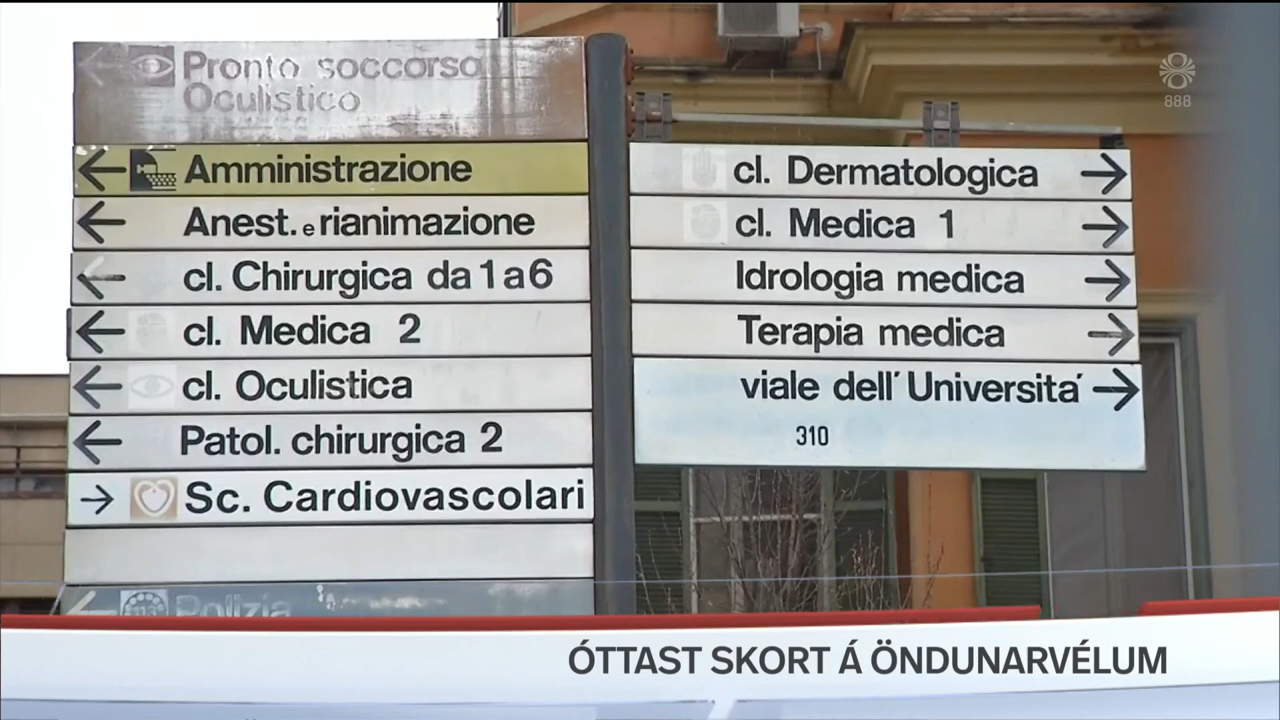 Pronto soccorso
Oculistico
Amministrazione
Anest. e rianimazione
cl. Chirurgica da 1 a 6
cl. Medica 2
cl. Oculistica
Patol. chirurgica 2
Sc. Cardiovascolari
Polizia
cl. Dermatologica
cl. Medica 1
Idrologia medica
Terapia medica
viale dell' Universita'
310
888
ÓTTAST SKORT Á ÖNDUNARVÉLUM